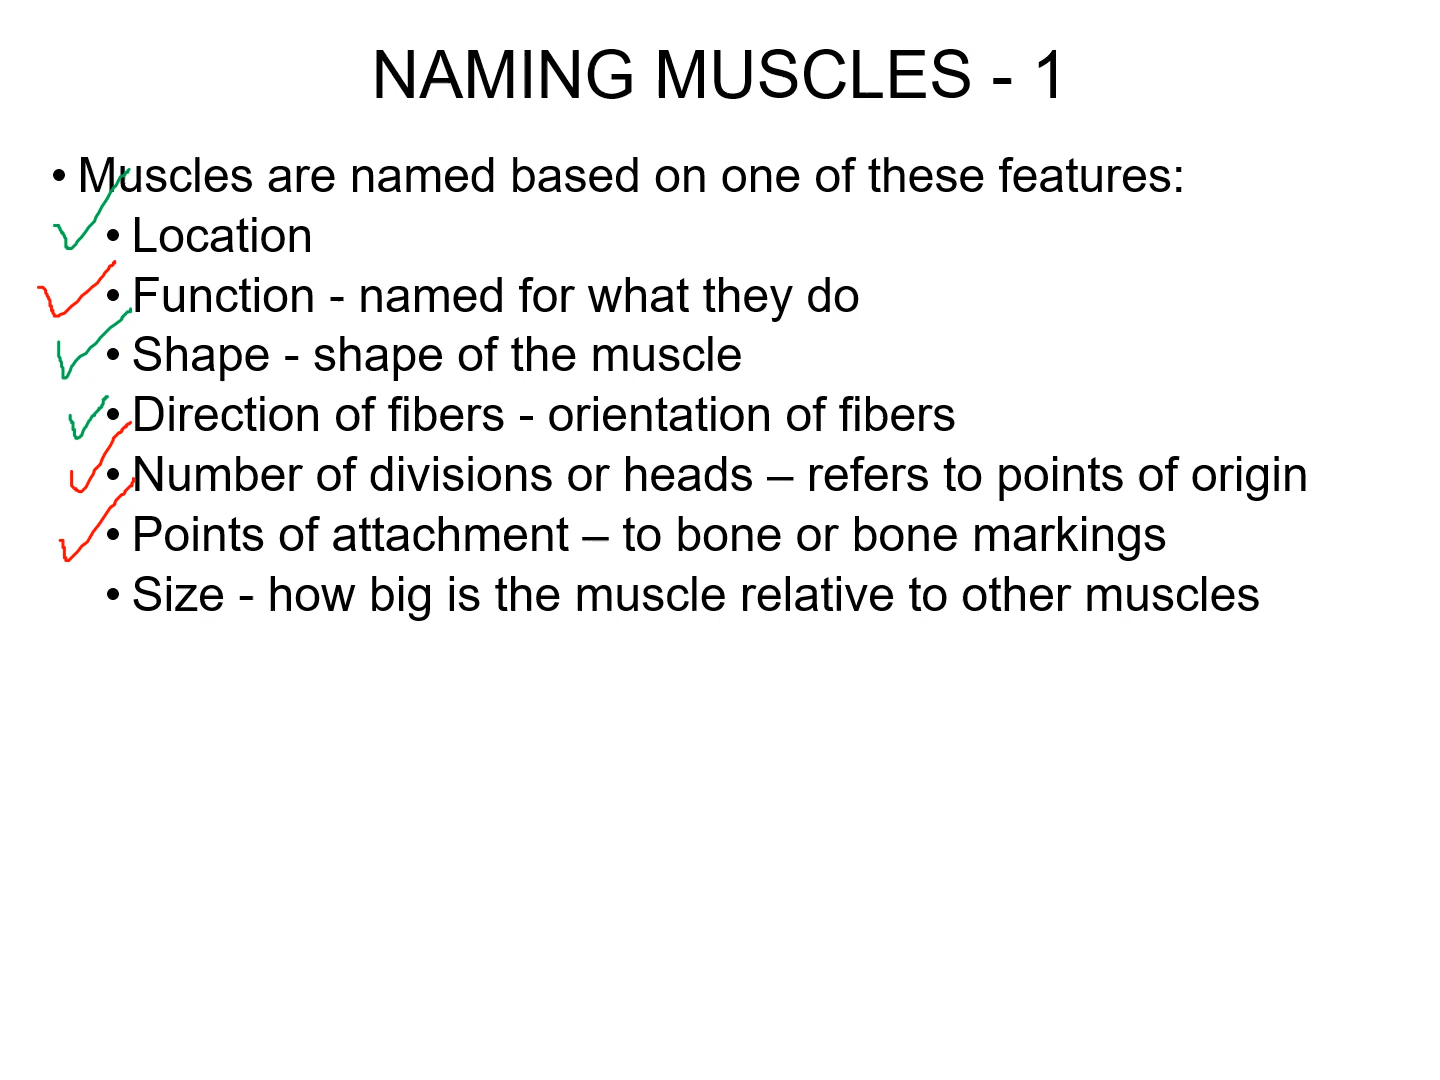 NAMING MUSCLES - 1
• Muscles are named based on one of these features:
• Location
• Function - named for what they do
• Shape - shape of the muscle
• Direction of fibers - orientation of fibers
• Number of divisions or heads – refers to points of origin
• Points of attachment – to bone or bone markings
• Size - how big is the muscle relative to other muscles